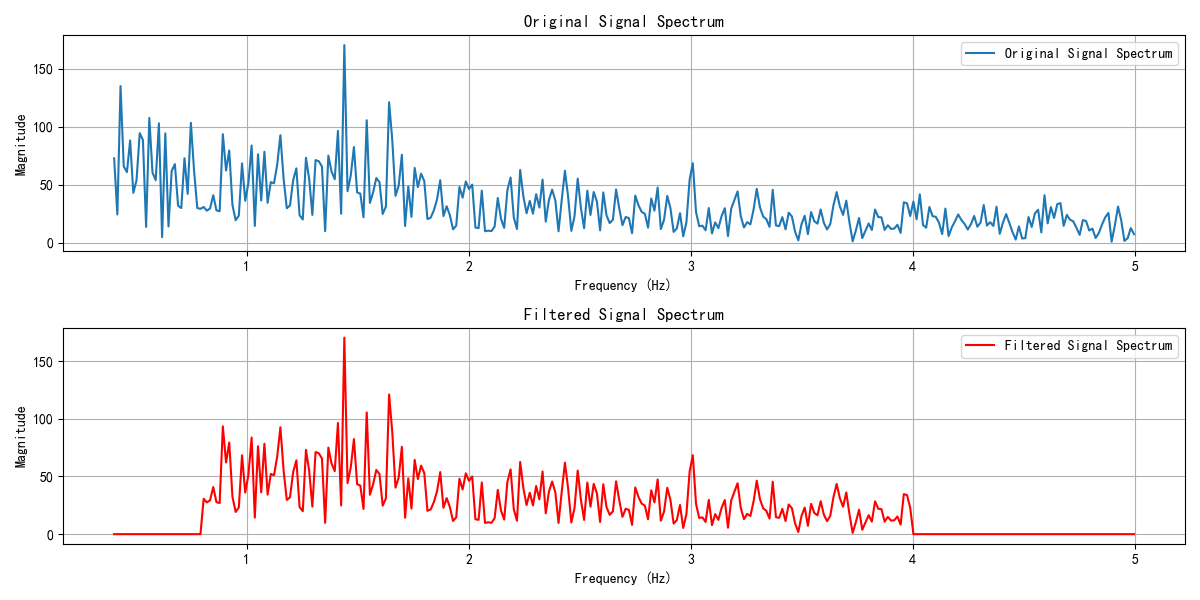 Original Signal Spectrum
Original Signal Spectrum
Magnitude
150
100
50
0
1 2 3 4 5
Frequency (Hz)
Filtered Signal Spectrum
Filtered Signal Spectrum
Magnitude
150
100
50
0
1 2 3 4 5
Frequency (Hz)